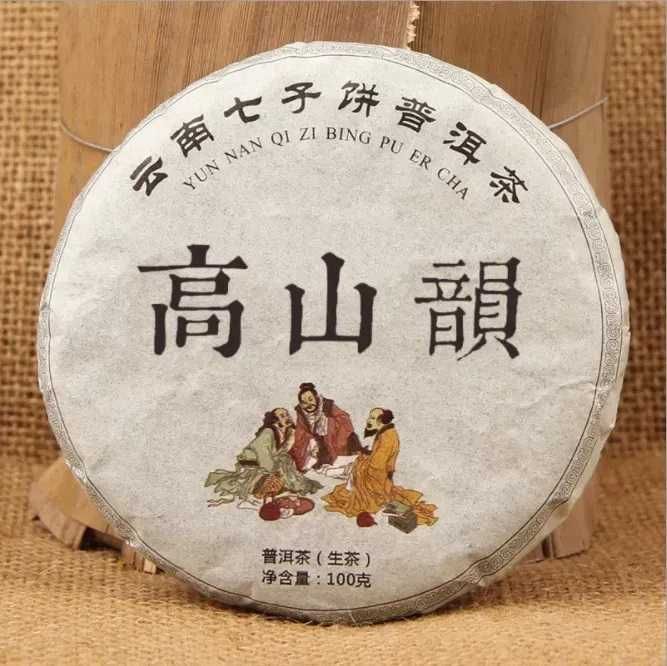 云南七子饼普洱茶
YUN NAN QI ZI BING PU ER CHA
高山韻
普洱茶（生茶）
净含量：100克